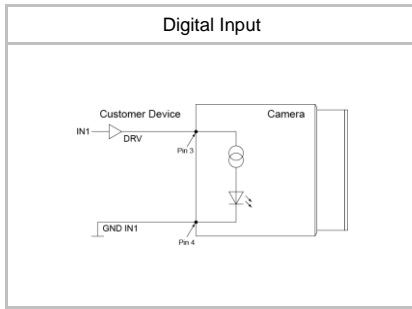 Digital Input
Customer Device
Camera
IN1
DRV
Pin 3
GND IN1
Pin 4